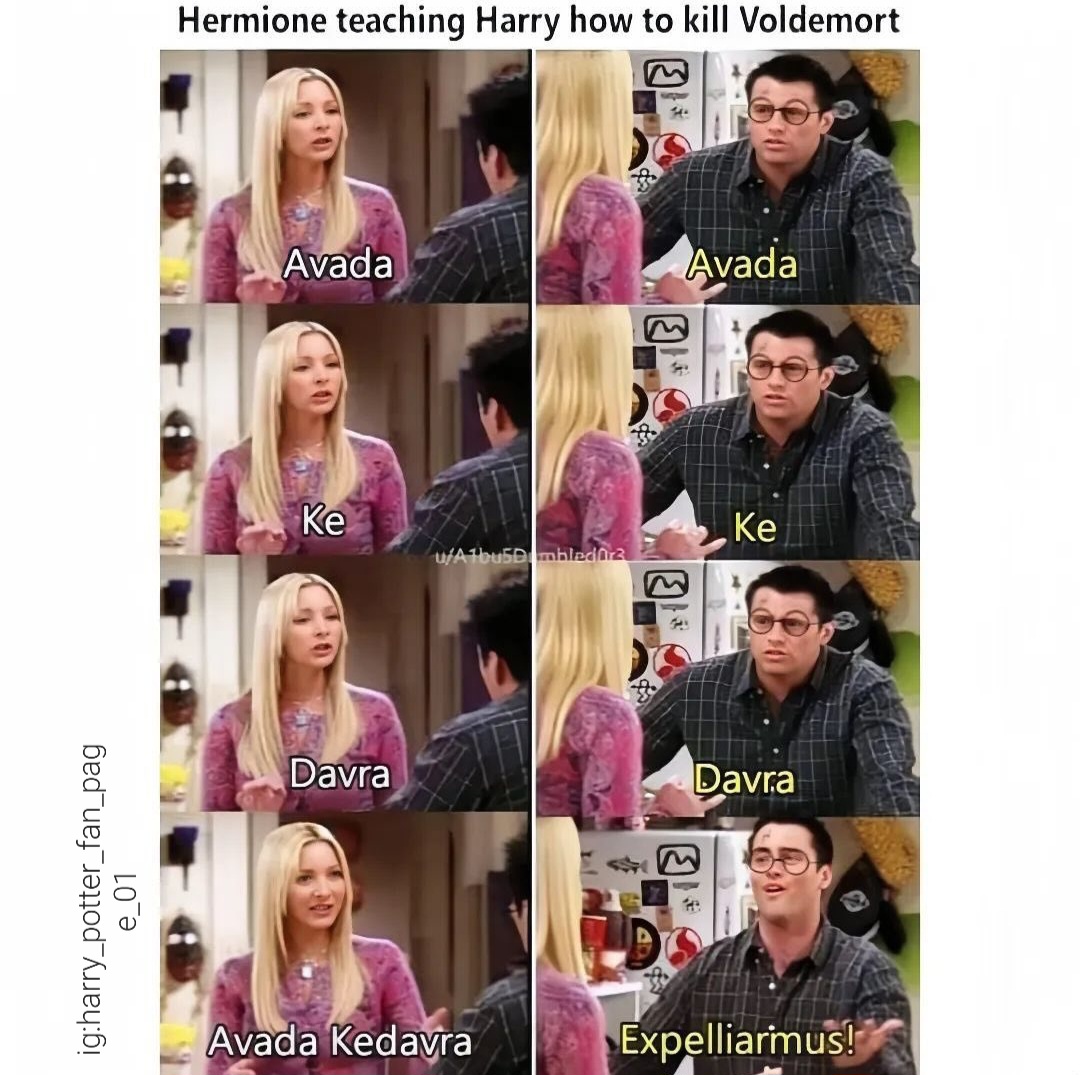 Hermione teaching Harry how to kill Voldemort
Avada
Avada
Ke
Ke
u/A1bu5Dumbled0r3
Davra
Davra
Avada Kedavra
Expelliarmus!
ig:harry_potter_fan_pag
e_01